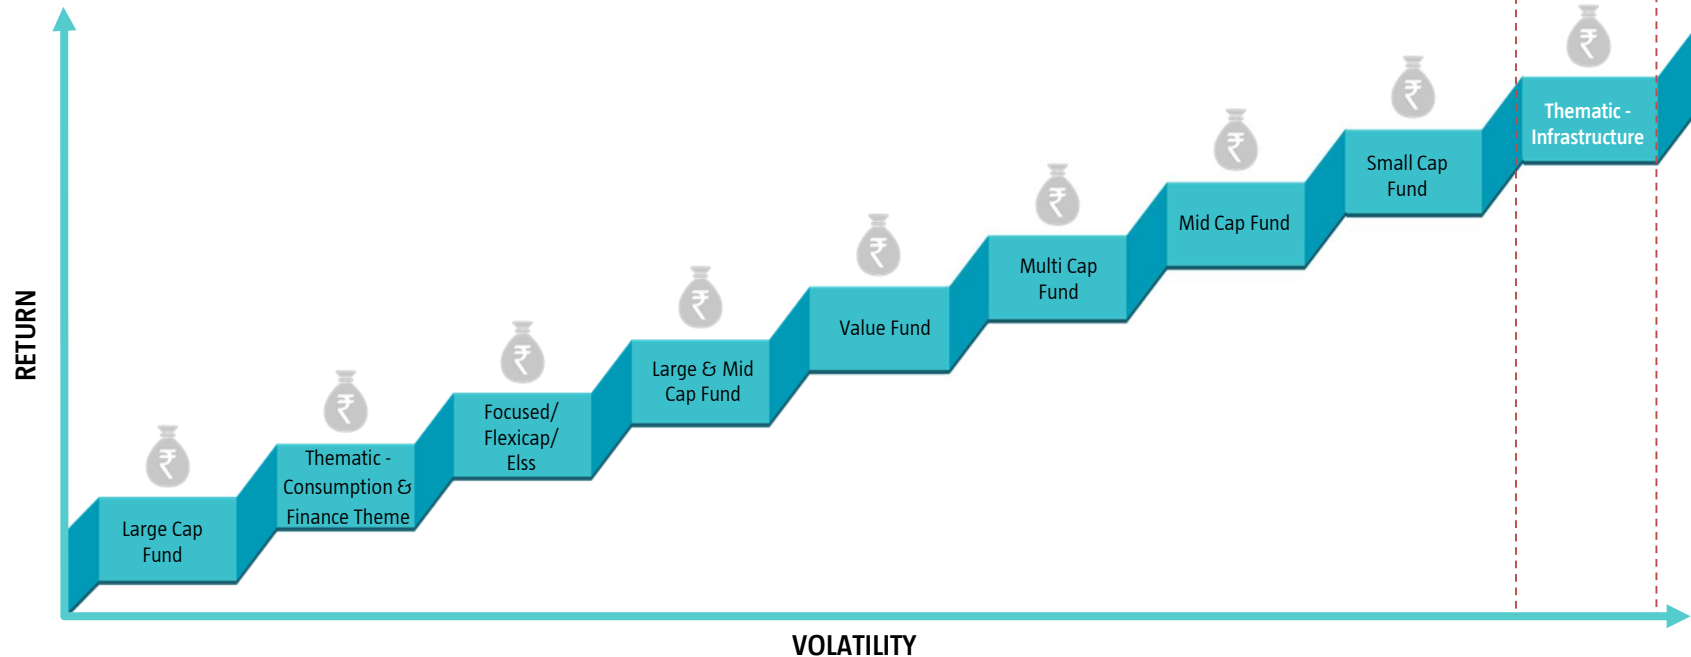 RETURN
Large Cap
Fund
Thematic -
Consumption &
Finance Theme
Focused/
Flexicap/
Elss
Large & Mid
Cap Fund
Value Fund
Multi Cap
Fund
Mid Cap Fund
Small Cap
Fund
Thematic -
Infrastructure
₹
₹
₹
₹
₹
₹
₹
₹
₹
VOLATILITY